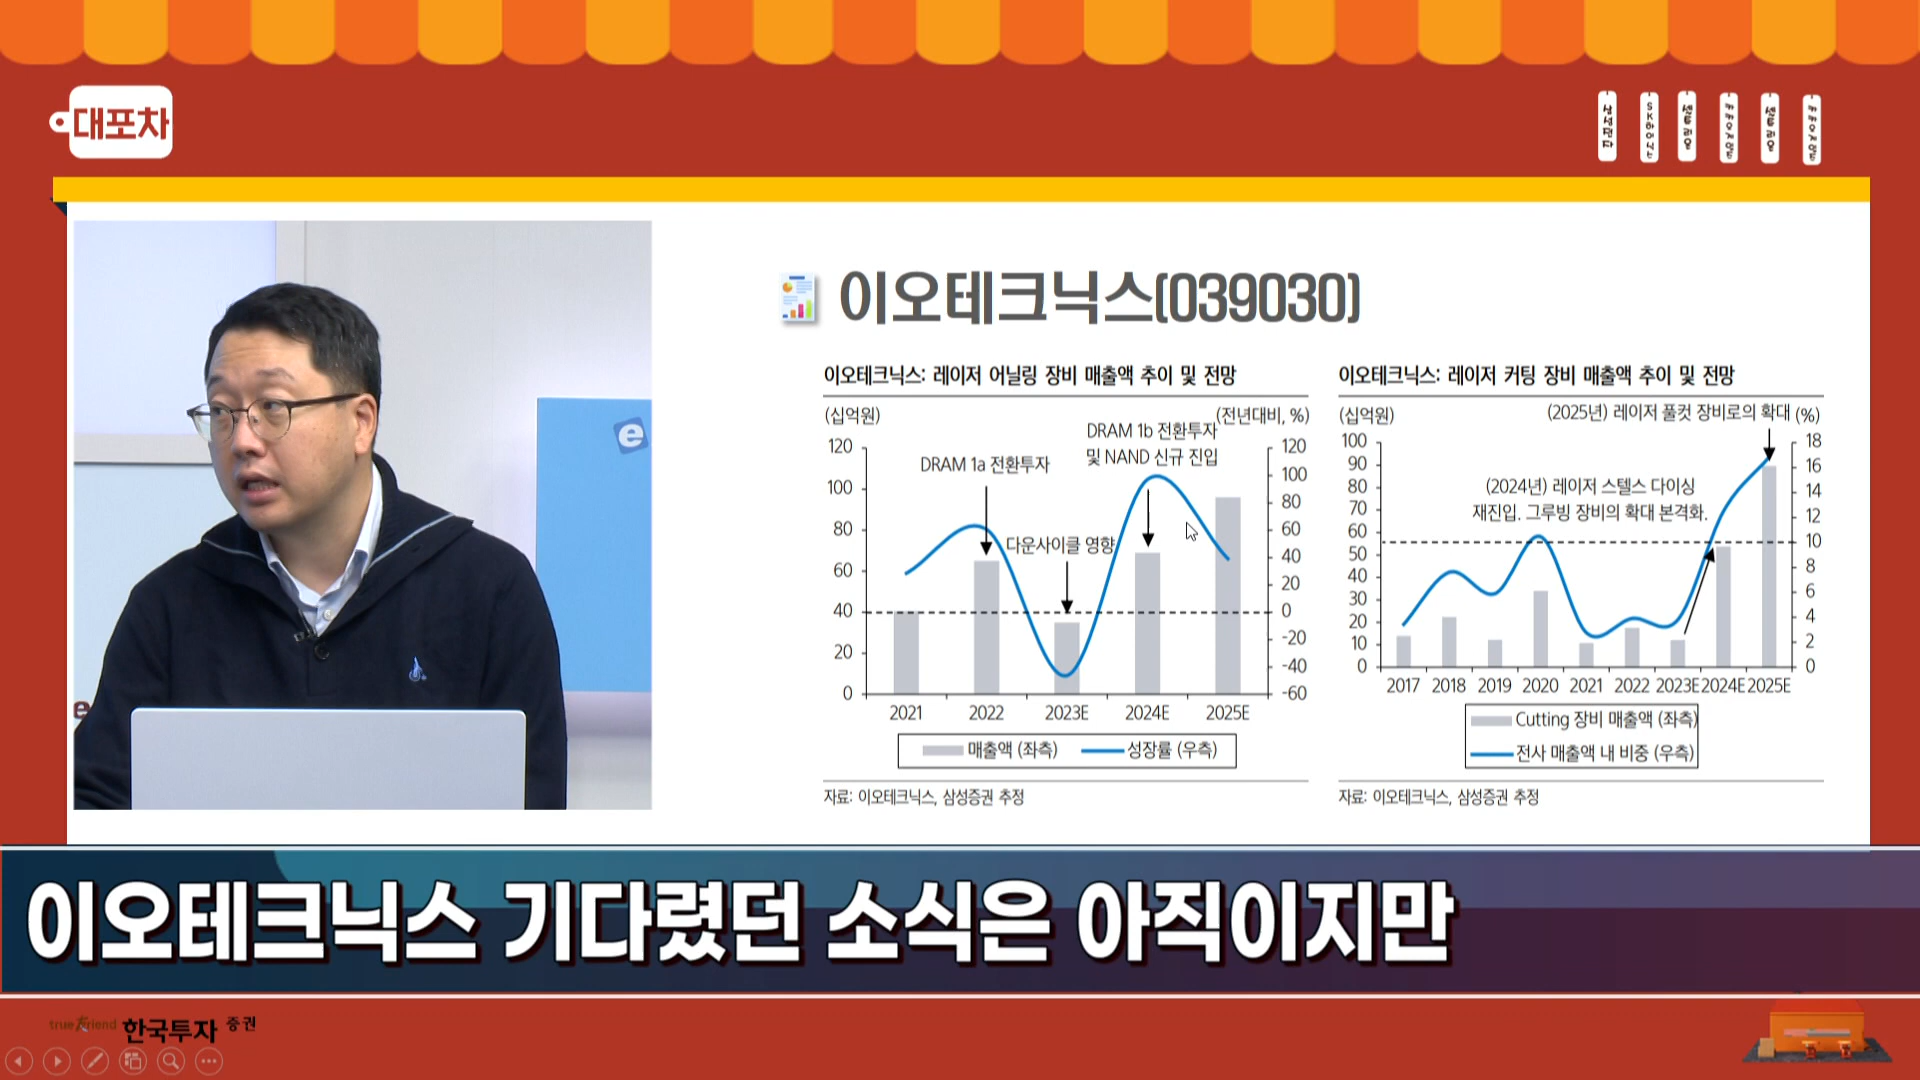 대포차
삼성전자
이오테크닉스(039030)
이오테크닉스: 레이저 어닐링 장비 매출액 추이 및 전망
(십억원)
(전년대비, %)
DRAM 1b 전환투자
및 NAND 신규 진입
DRAM 1a 전환투자
다운사이클 영향
120
100
80
60
40
20
0
120
100
80
60
40
20
0
-20
-40
-60
2021 2022 2023E 2024E 2025E
매출액 (좌측) 성장률 (우측)
자료: 이오테크닉스, 삼성증권 추정
이오테크닉스: 레이저 커팅 장비 매출액 추이 및 전망
(십억원)
(2025년) 레이저 풀컷 장비로의 확대 (%)
(2024년) 레이저 스텔스 다이싱
재진입. 그루빙 장비의 확대 본격화.
100
90
80
70
60
50
40
30
20
10
0
18
16
14
12
10
8
6
4
2
0
2017 2018 2019 2020 2021 2022 2023E 2024E 2025E
Cutting 장비 매출액 (좌측)
전사 매출액 내 비중 (우측)
자료: 이오테크닉스, 삼성증권 추정
e
e
이오테크닉스 기다렸던 소식은 아직이지만
true friend 한국투자 증권